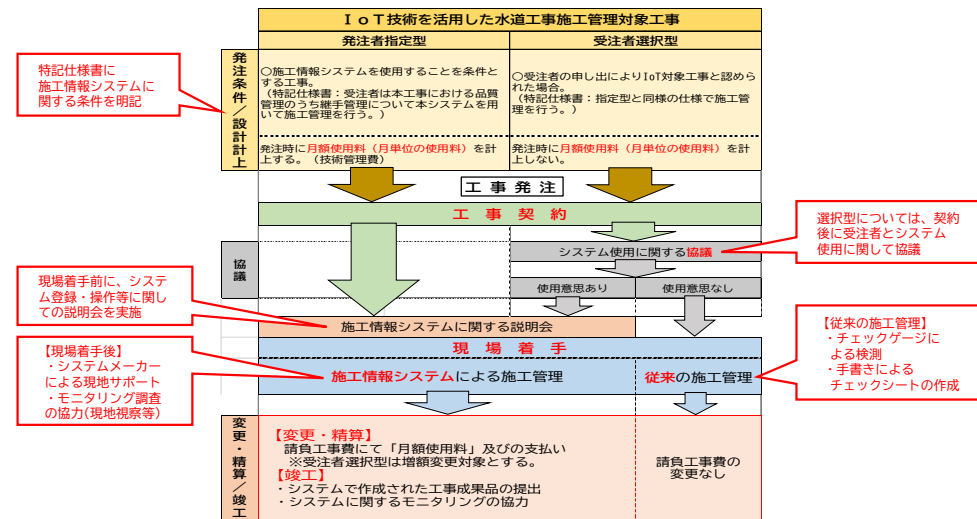 IoT技術を活用した水道工事施工管理対象工事
発注者指定型
受注者選択型
発注条件／設計計上
○施工情報システムを使用することを条件と
する工事。
(特記仕様書：受注者は本工事における品質
管理のうち継手管理について本システムを用
いて施工管理を行う。)
○受注者の申し出によりIoT対象工事と認めら
れた場合。
(特記仕様書：指定型と同様の仕様で施工管
理を行う。)
発注時に月額使用料（月単位の使用料）を計
上する。（技術管理費）
発注時に月額使用料（月単位の使用料）を計
上しない。
特記仕様書に
施工情報システムに
関する条件を明記
工事発注
工事契約
選択型については、契約
後に受注者とシステム
使用に関して協議
協議
システム使用に関する協議
使用意思あり
使用意思なし
現場着手前に、システ
ム登録・操作等に関し
ての説明会を実施
施工情報システムに関する説明会
現場着手
【現場着手後】
・システムメーカー
による現地サポート
・モニタリング調査
の協力(現地視察等)
施工情報システムによる施工管理
従来の施工管理
【従来の施工管理】
・チェックゲージに
よる検測
・手書きによる
チェックシートの作成
変更・精算／竣工
【変更・精算】
請負工事費にて「月額使用料」及びの支払い
※受注者選択型は増額変更対象とする。
【竣工】
・システムで作成された工事成果品の提出
・システムに関するモニタリングの協力
請負工事費の
変更なし